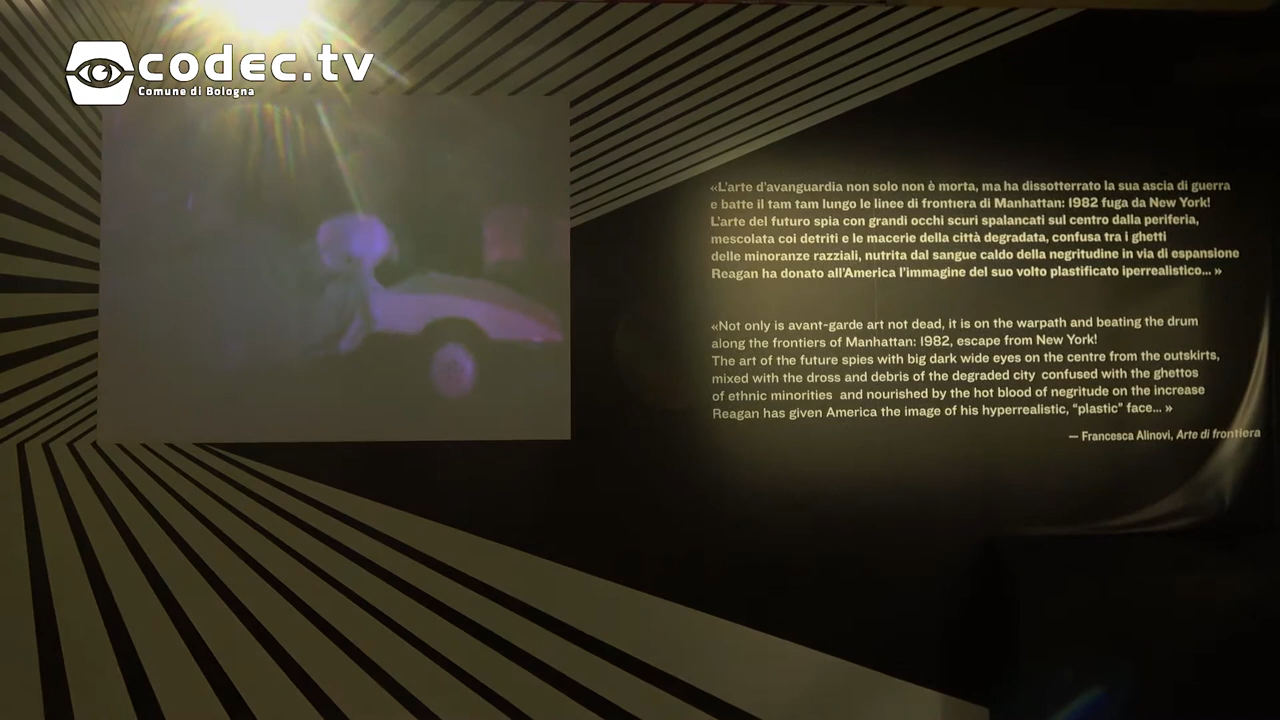 codec.tv
Comune di Bologna
«L'arte d'avanguardia non solo non è morta, ma ha dissotterrato la sua ascia di guerra
e batte il tam tam lungo le linee di frontiera di Manhattan: 1982 fuga da New York!
L'arte del futuro spia con grandi occhi scuri spalancati sul centro dalla periferia,
mescolata coi detriti e le macerie della città degradata, confusa tra i ghetti
delle minoranze razziali, nutrita dal sangue caldo della negritudine in via di espansione
Reagan ha donato all'America l'immagine del suo volto plastificato iperrealistico... »
«Not only is avant-garde art not dead, it is on the warpath and beating the drum
along the frontiers of Manhattan: 1982, escape from New York!
The art of the future spies with big dark wide eyes on the centre from the outskirts,
mixed with the dross and debris of the degraded city confused with the ghettos
of ethnic minorities and nourished by the hot blood of negritude on the increase
Reagan has given America the image of his hyperrealistic, “plastic” face... »
— Francesca Alinovi, Arte di frontiera